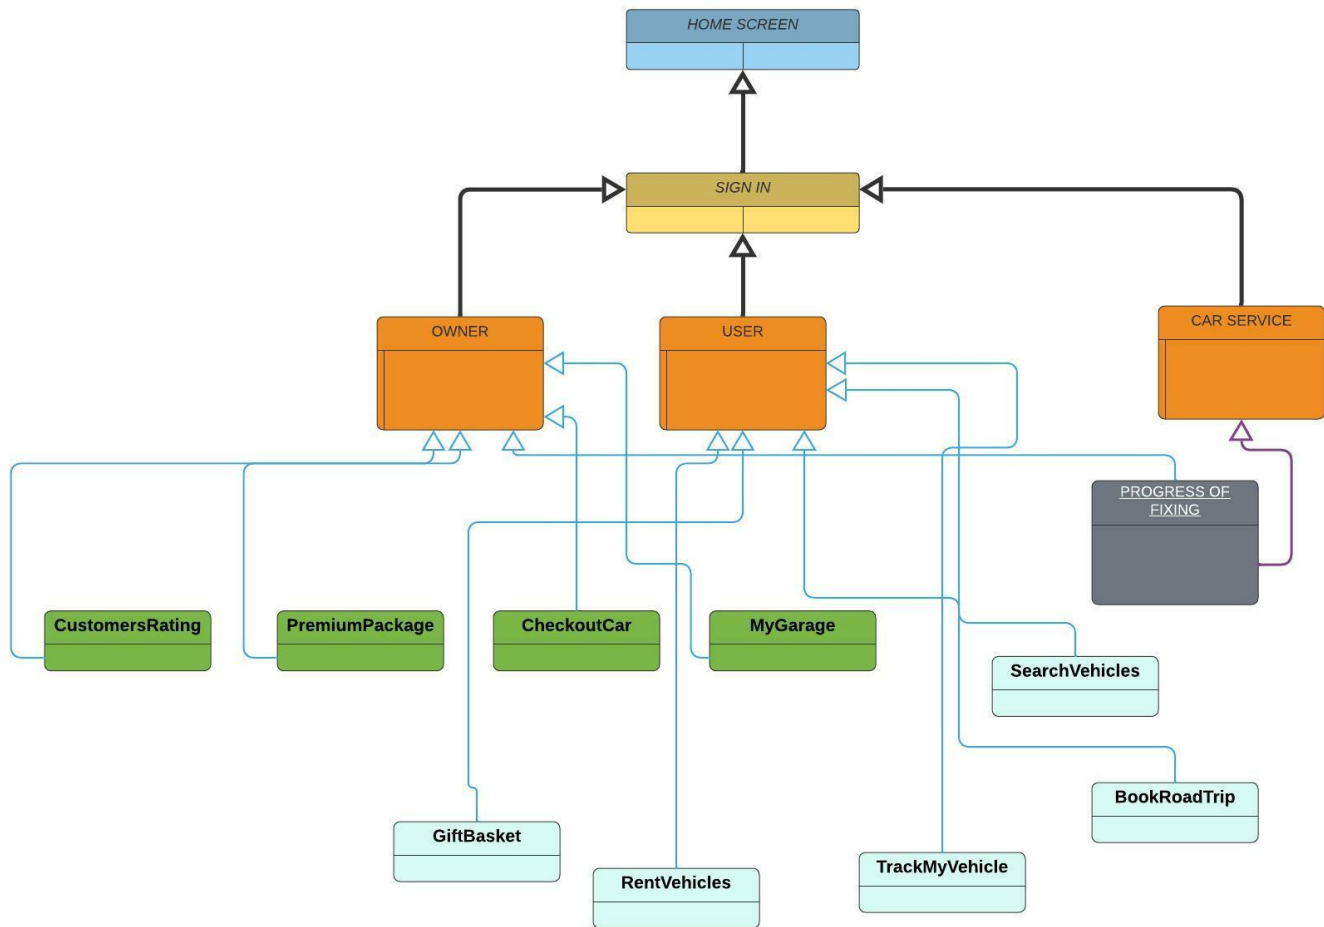 HOME SCREEN
SIGN IN
OWNER
USER
CAR SERVICE
PROGRESS OF
FIXING
CustomersRating
PremiumPackage
CheckoutCar
MyGarage
SearchVehicles
BookRoadTrip
GiftBasket
RentVehicles
TrackMyVehicle